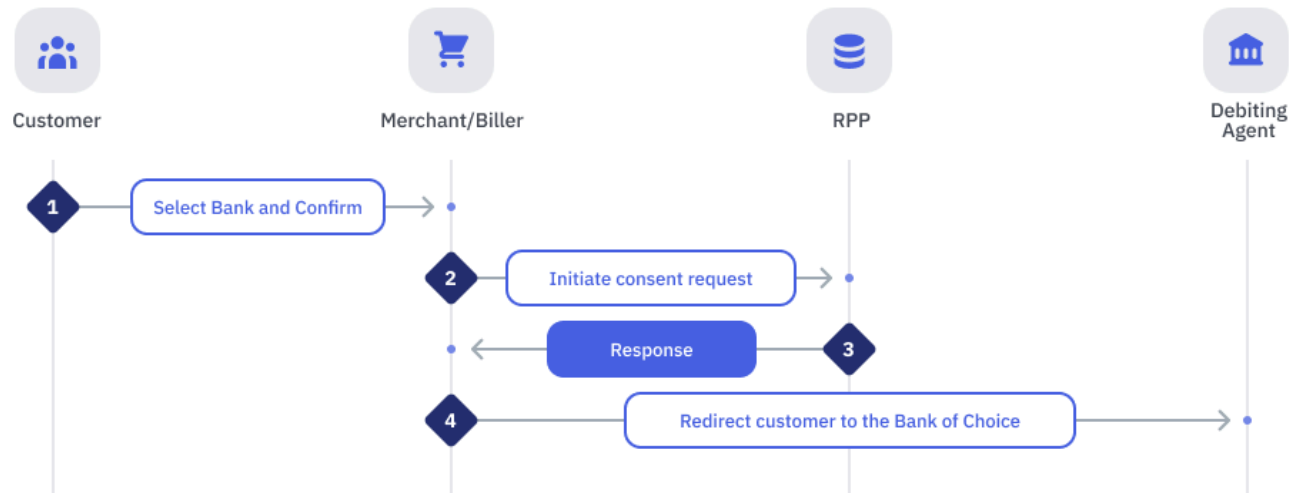 Customer
Merchant/Biller
RPP
Debiting
Agent
1
Select Bank and Confirm
2
Initiate consent request
Response
3
4
Redirect customer to the Bank of Choice